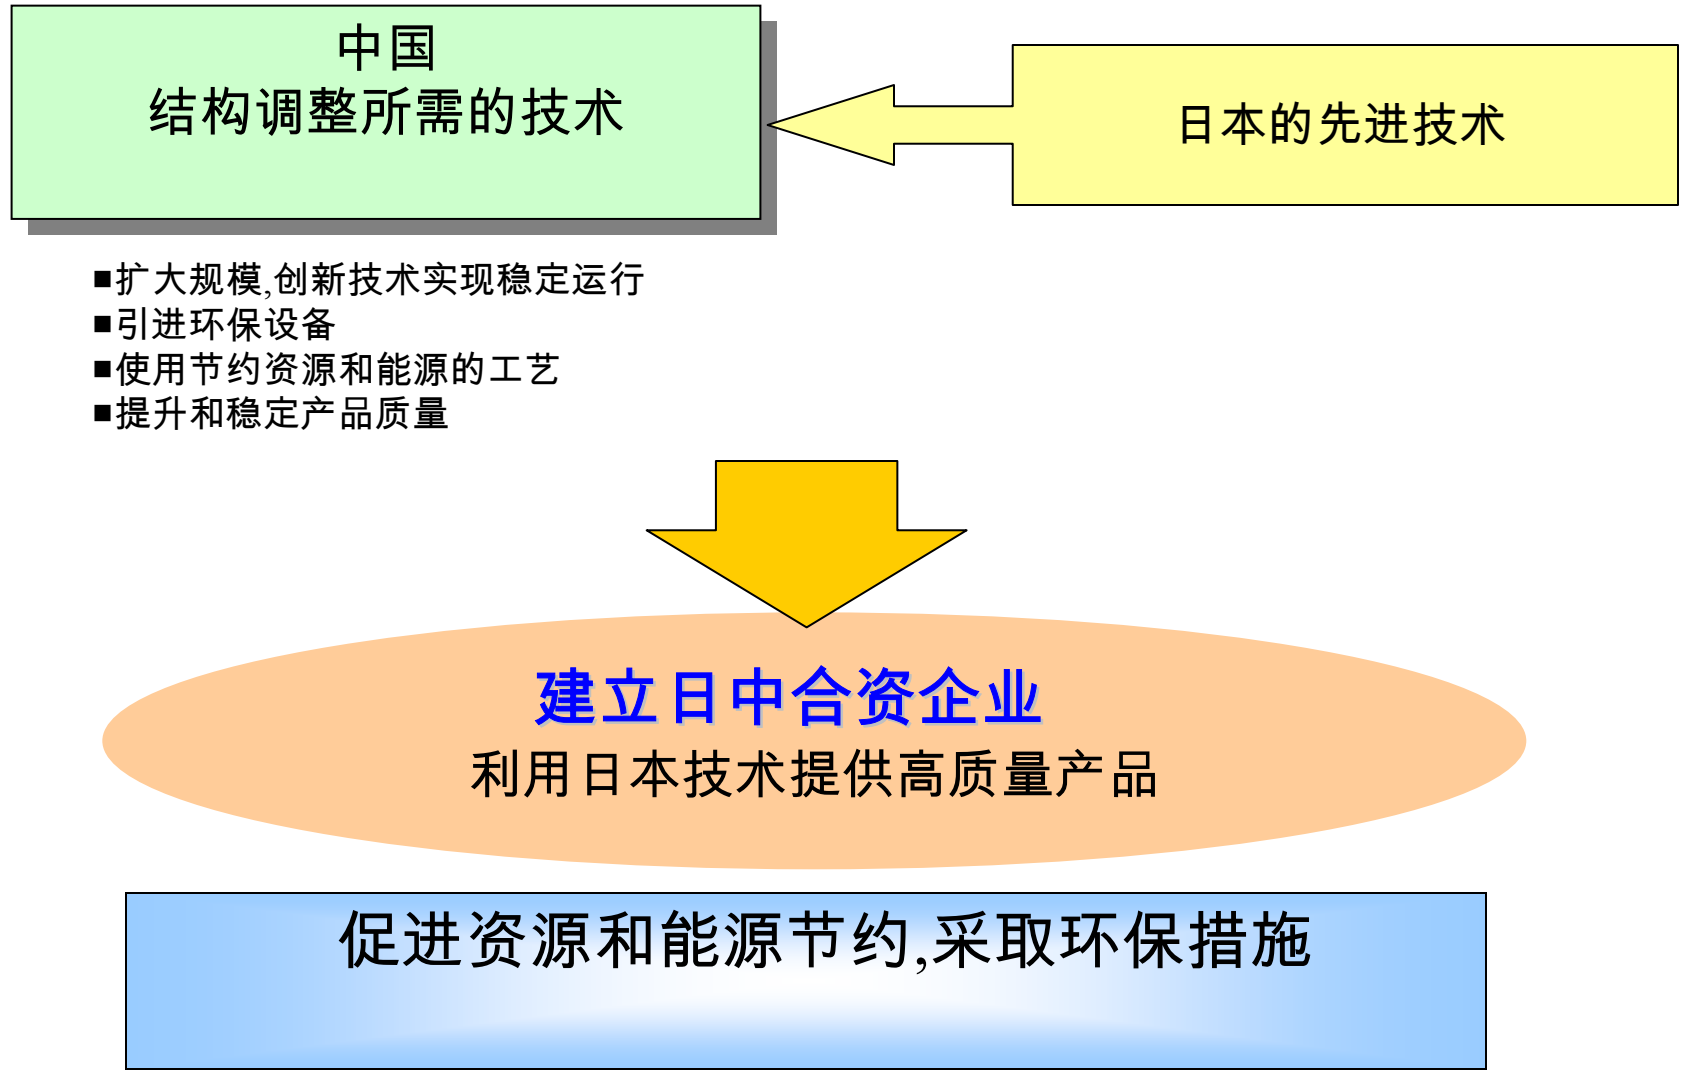 中国
结构调整所需的技术
日本的先进技术
■扩大规模,创新技术实现稳定运行
■引进环保设备
■使用节约资源和能源的工艺
■提升和稳定产品质量
建立日中合资企业
利用日本技术提供高质量产品
促进资源和能源节约,采取环保措施